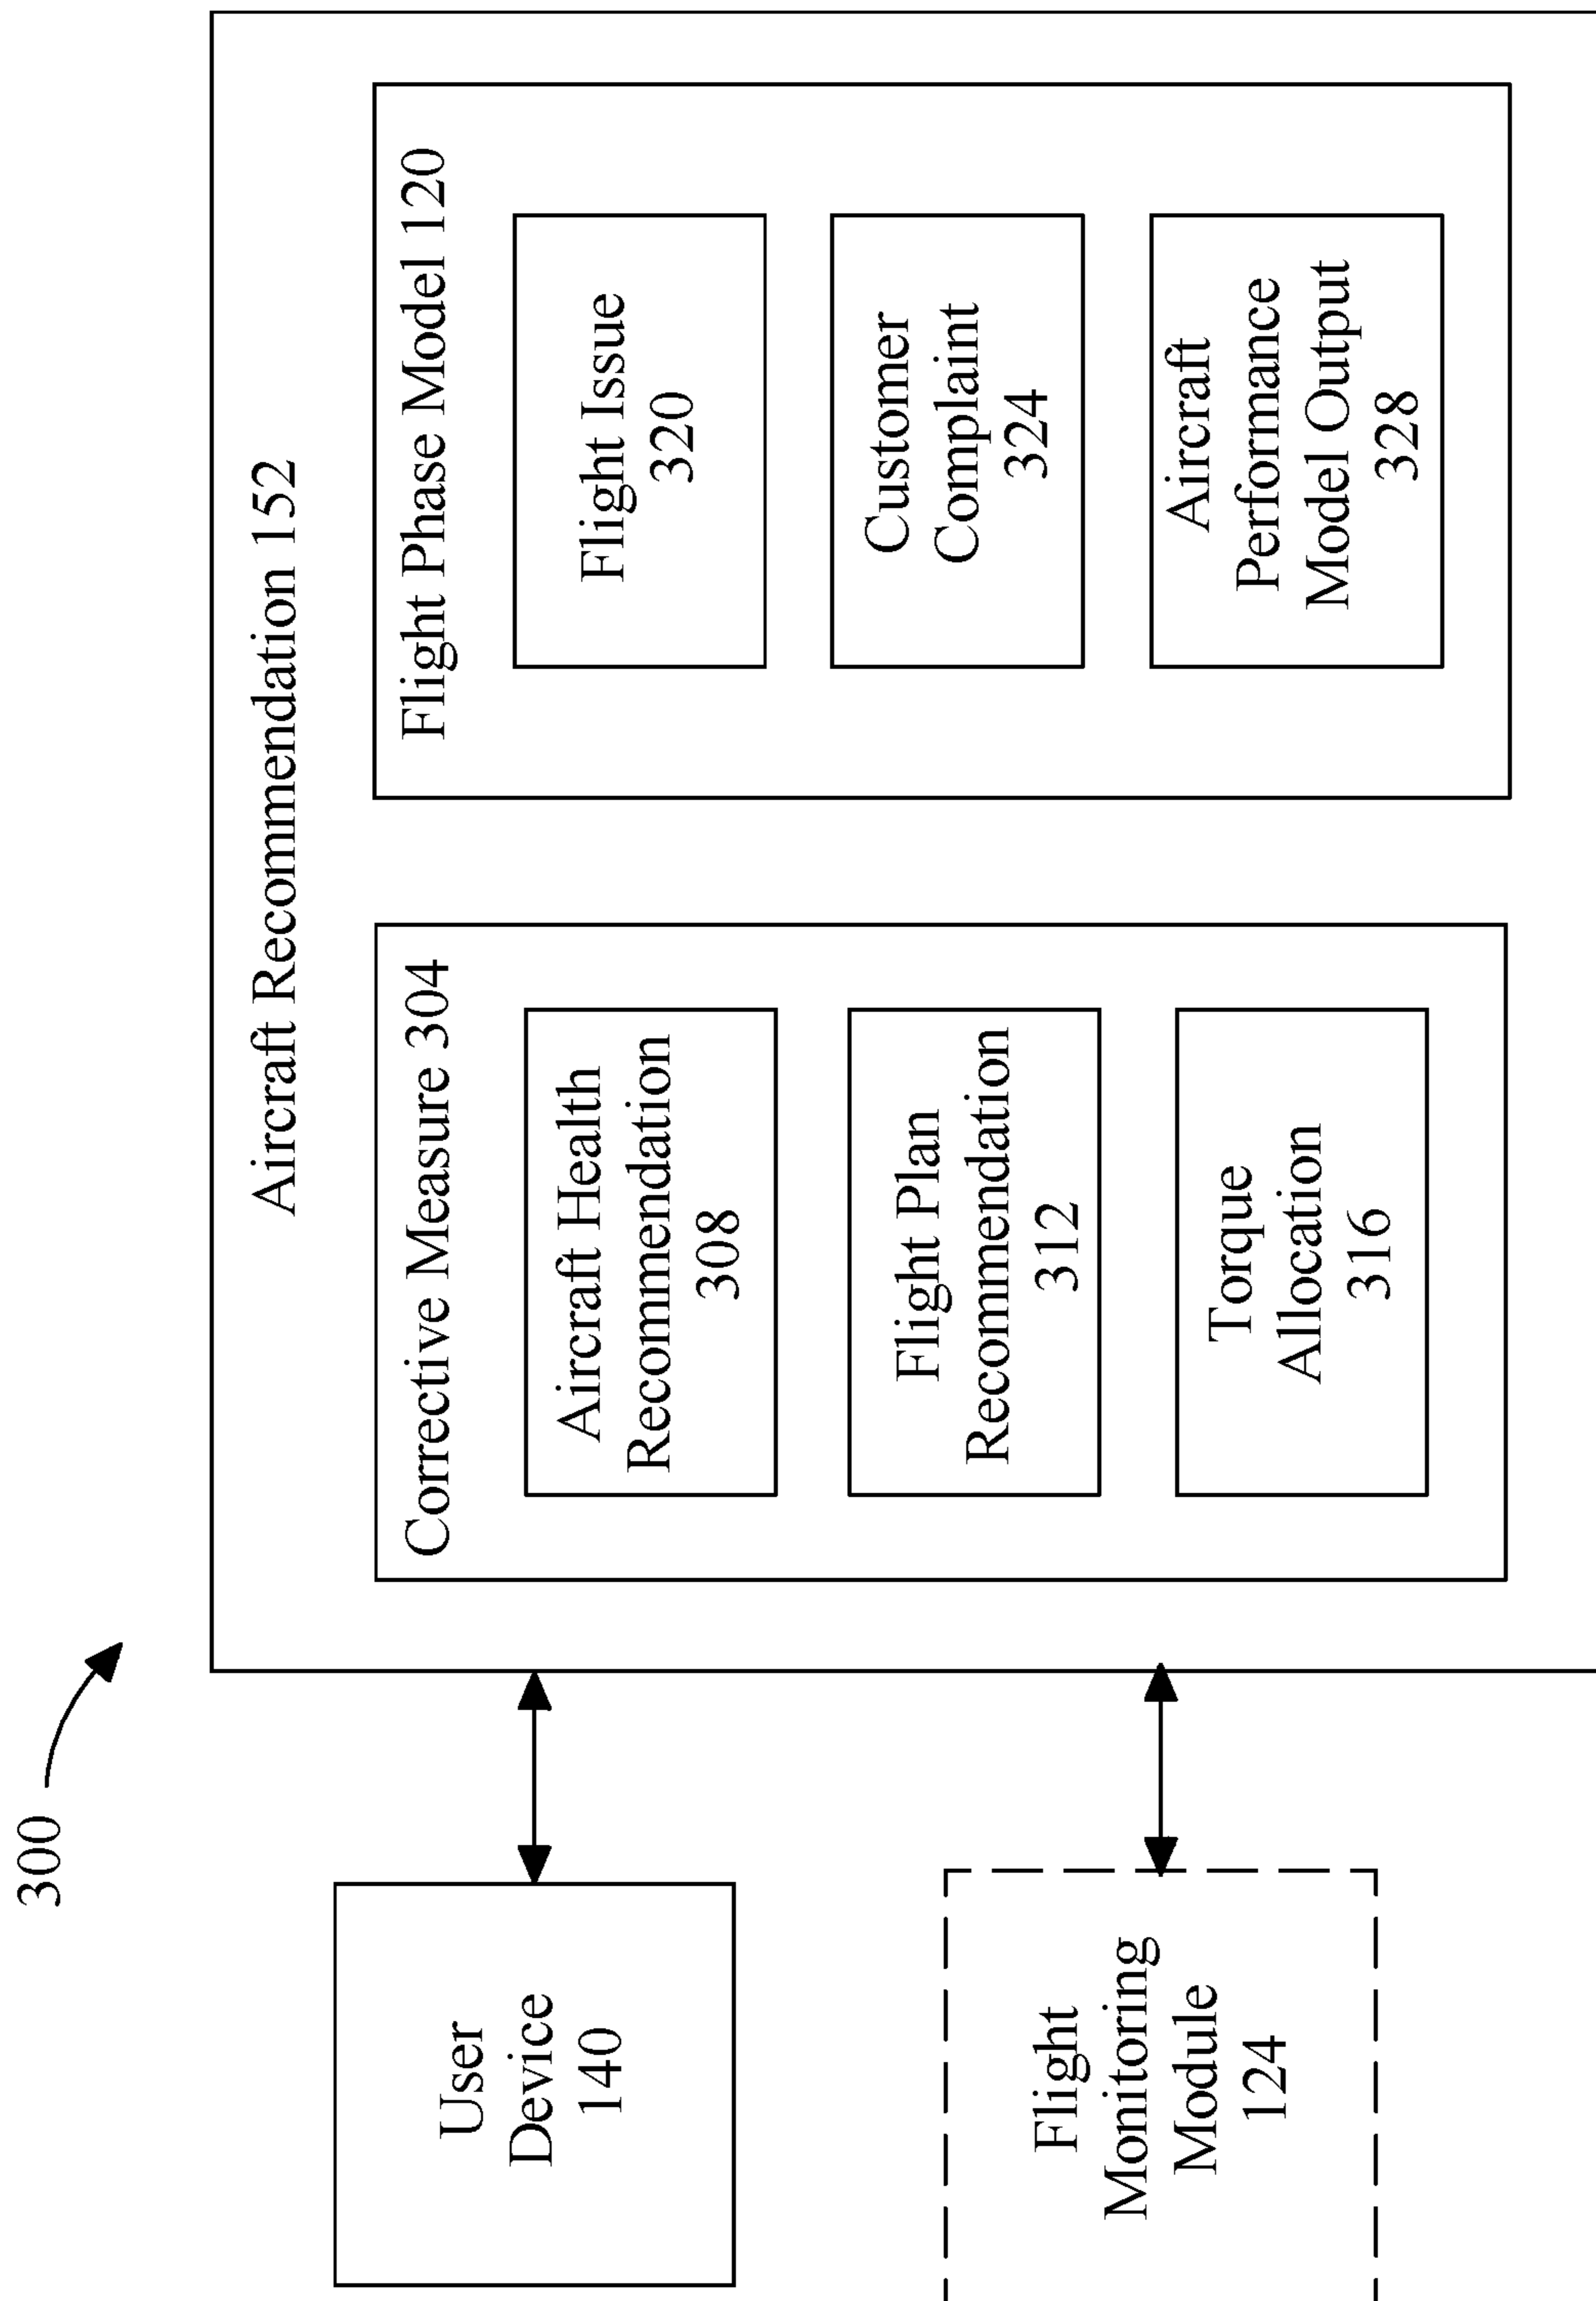 300
Aircraft Recommendation 152
User
Device
140
Flight
Monitoring
Module
124
Corrective Measure 304
Aircraft Health
Recommendation
308
Flight Plan
Recommendation
312
Torque
Allocation
316
Flight Phase Model 120
Flight Issue
320
Customer
Complaint
324
Aircraft
Performance
Model Output
328